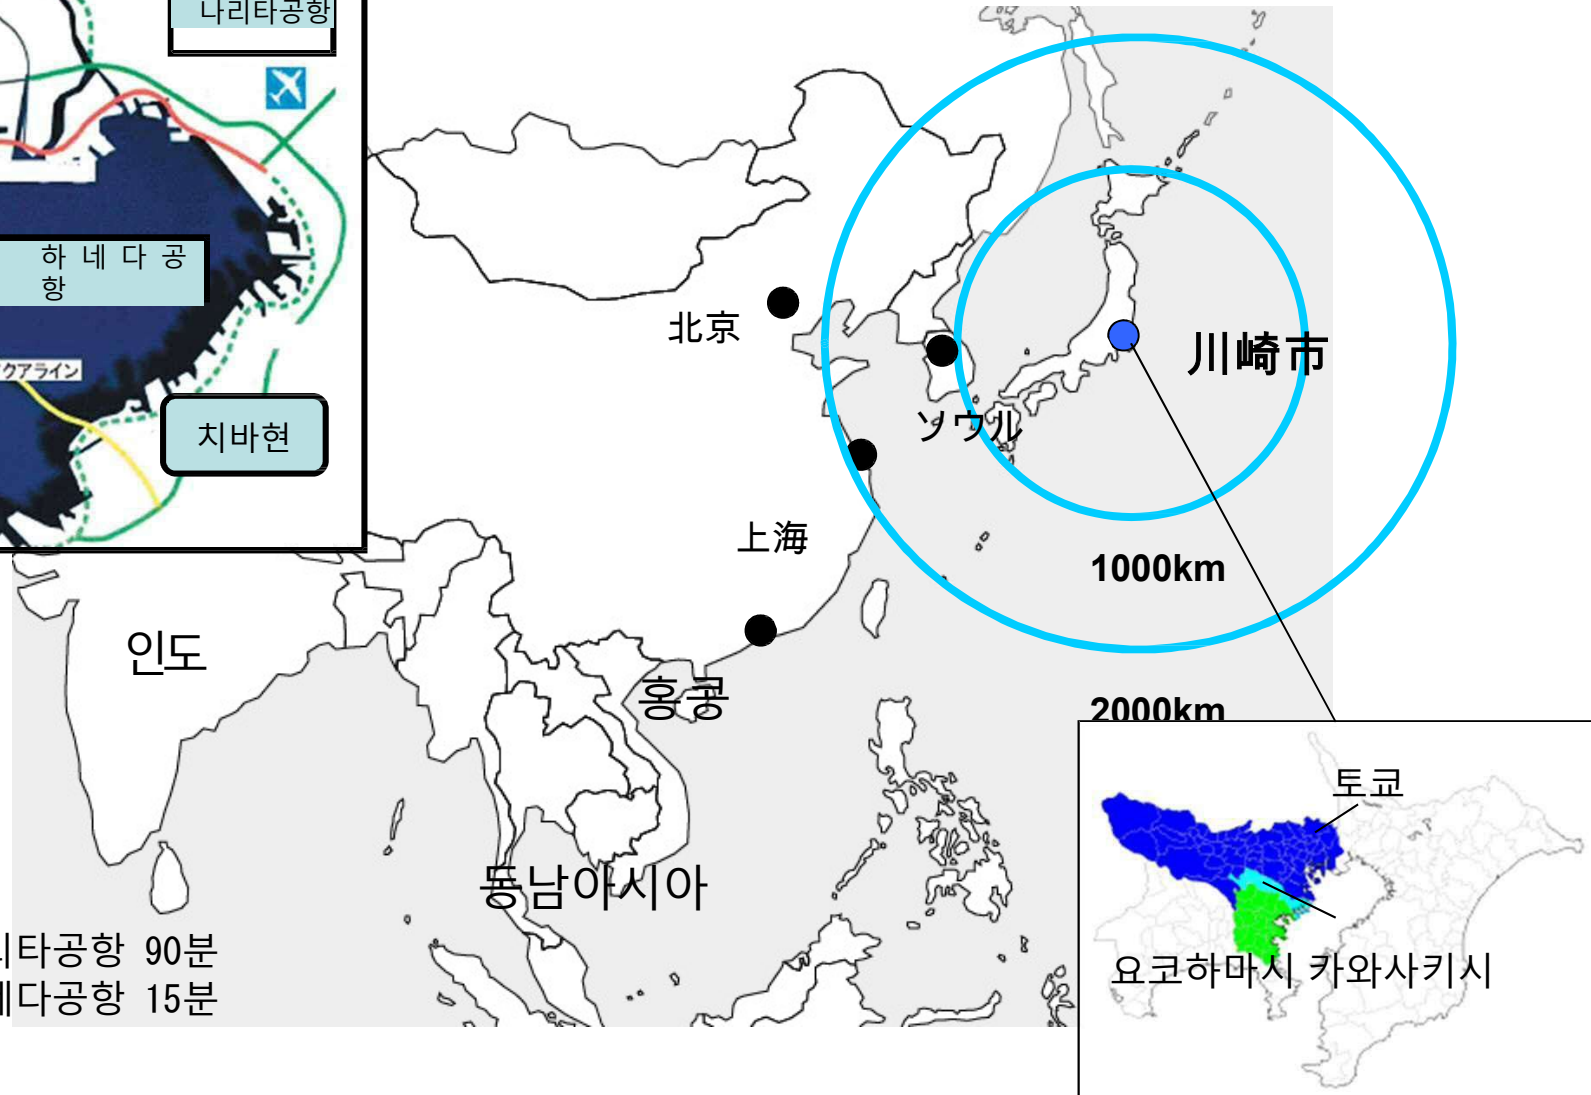 나리타공항
하 네 다 공
항
クアライン
치바현
北京
川崎市
ソウル
上海
1000km
인도
홍콩
2000km
동남아시아
토쿄
요코하마시 카와사키시
리타공항 90분
네다공항 15분